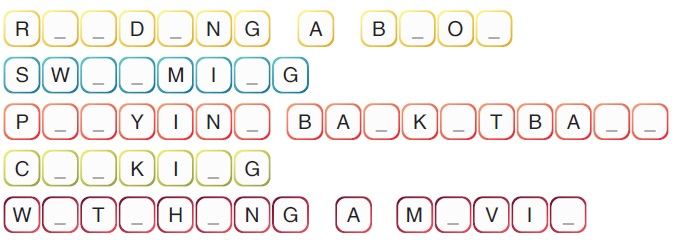 R _ _ D _ N G A B _ O _
S W _ _ M I _ G
P _ _ Y I N _ B A _ K _ T B A _ _
C _ _ K I _ G
W _ T _ H _ N G A M _ V I _